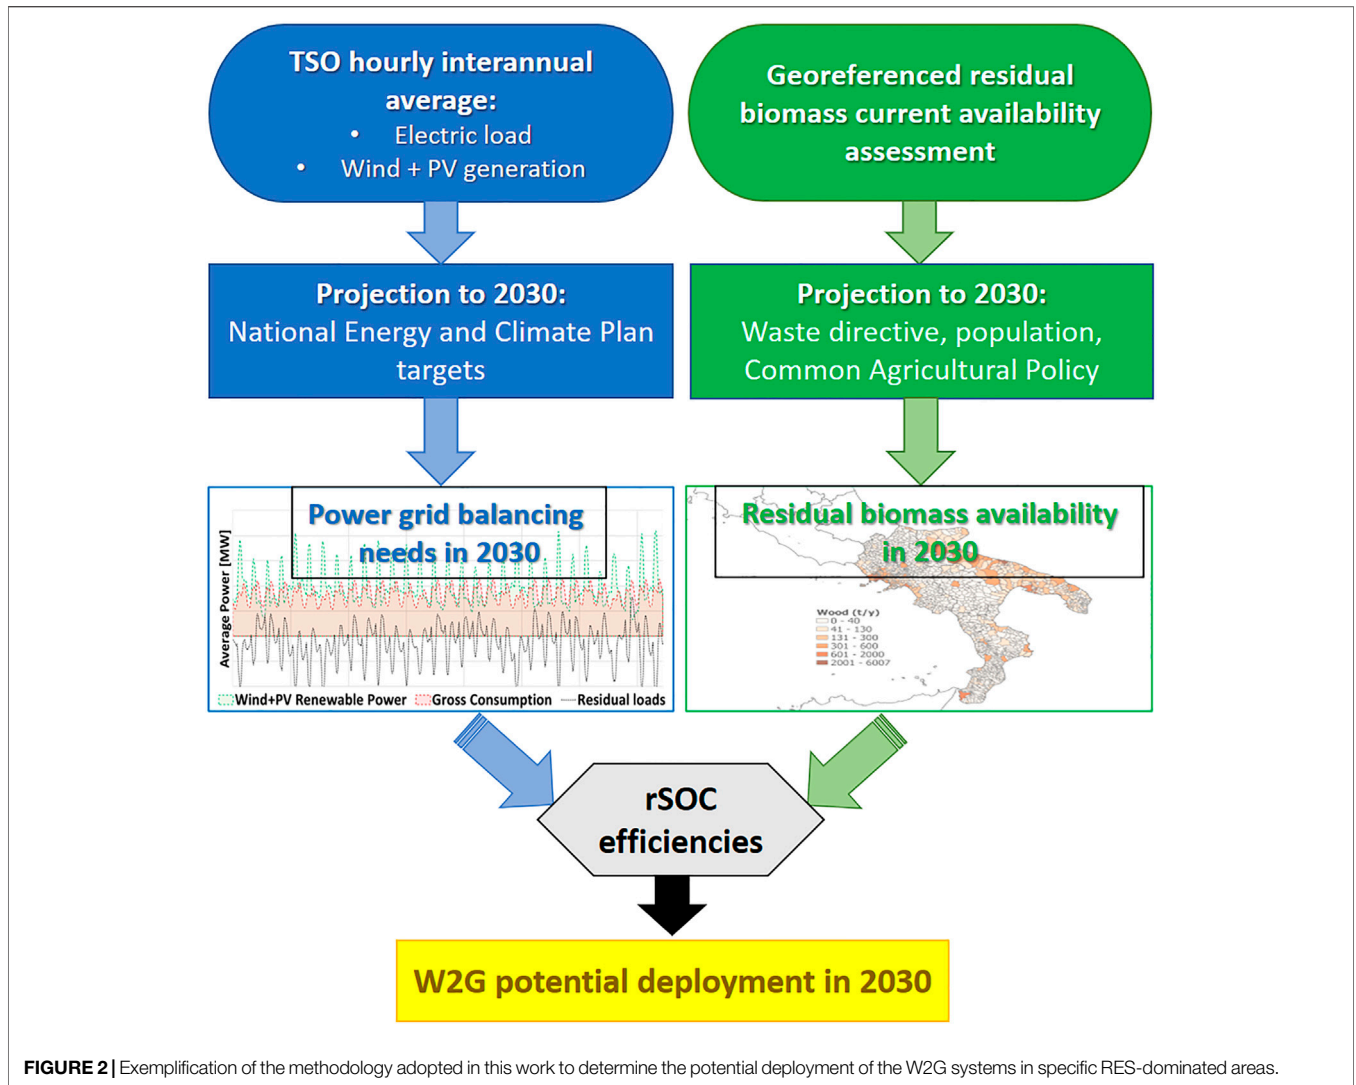 TSO hourly interannual
average:
• Electric load
• Wind + PV generation
Georeferenced residual
biomass current availability
assessment
Projection to 2030:
National Energy and Climate Plan
targets
Projection to 2030:
Waste directive, population,
Common Agricultural Policy
Power grid balancing
needs in 2030
Average Power [MW]
Wind+PV Renewable Power Gross Consumption Residual loads
Residual biomass availability
in 2030
Wood (t/y)
0 - 40
41 - 130
131 - 300
301 - 600
601 - 2000
2001 - 6007
rSOC
efficiencies
W2G potential deployment in 2030
FIGURE 2 | Exemplification of the methodology adopted in this work to determine the potential deployment of the W2G systems in specific RES-dominated areas.